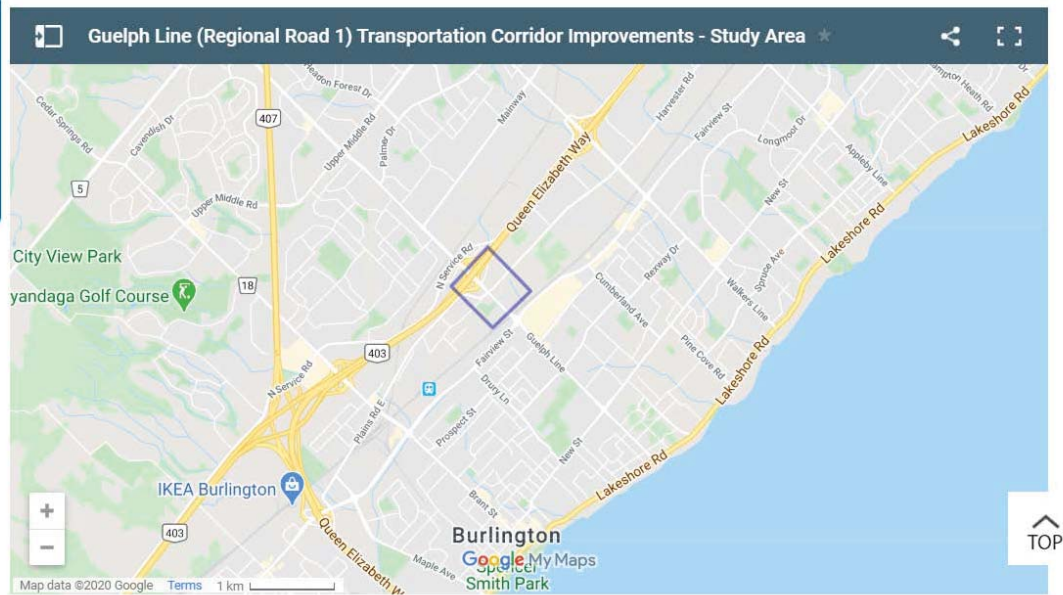 Guelph Line (Regional Road 1) Transportation Corridor Improvements - Study Area
Cedar Springs Rd
Cavendish Dr
407
Upper Middle Rd
Palmer Dr
Mainway
Harvester Rd
Fairview St
Longmoor Dr
Appleby Line
Lakeshore Rd
5
Upper Middle Rd
Queen Elizabeth Way
New St
Lakeshore Rd
City View Park
N Service Rd
Rexway Dr
Spruce Ave
yandaga Golf Course
18
Cumberland Ave
Walkers Line
403
Fairview St
Guelph Line
Pine Cove Rd
Lakeshore Rd
N Service Rd
Drury Ln
Plains Rd E
Prospect St
New St
Lakeshore Rd
IKEA Burlington
Brant St
+
403
Queen Elizabeth W
Burlington
−
Maple Ave
Google My Maps
Spencer
Smith Park
TOP
Map data ©2020 Google Terms 1 km